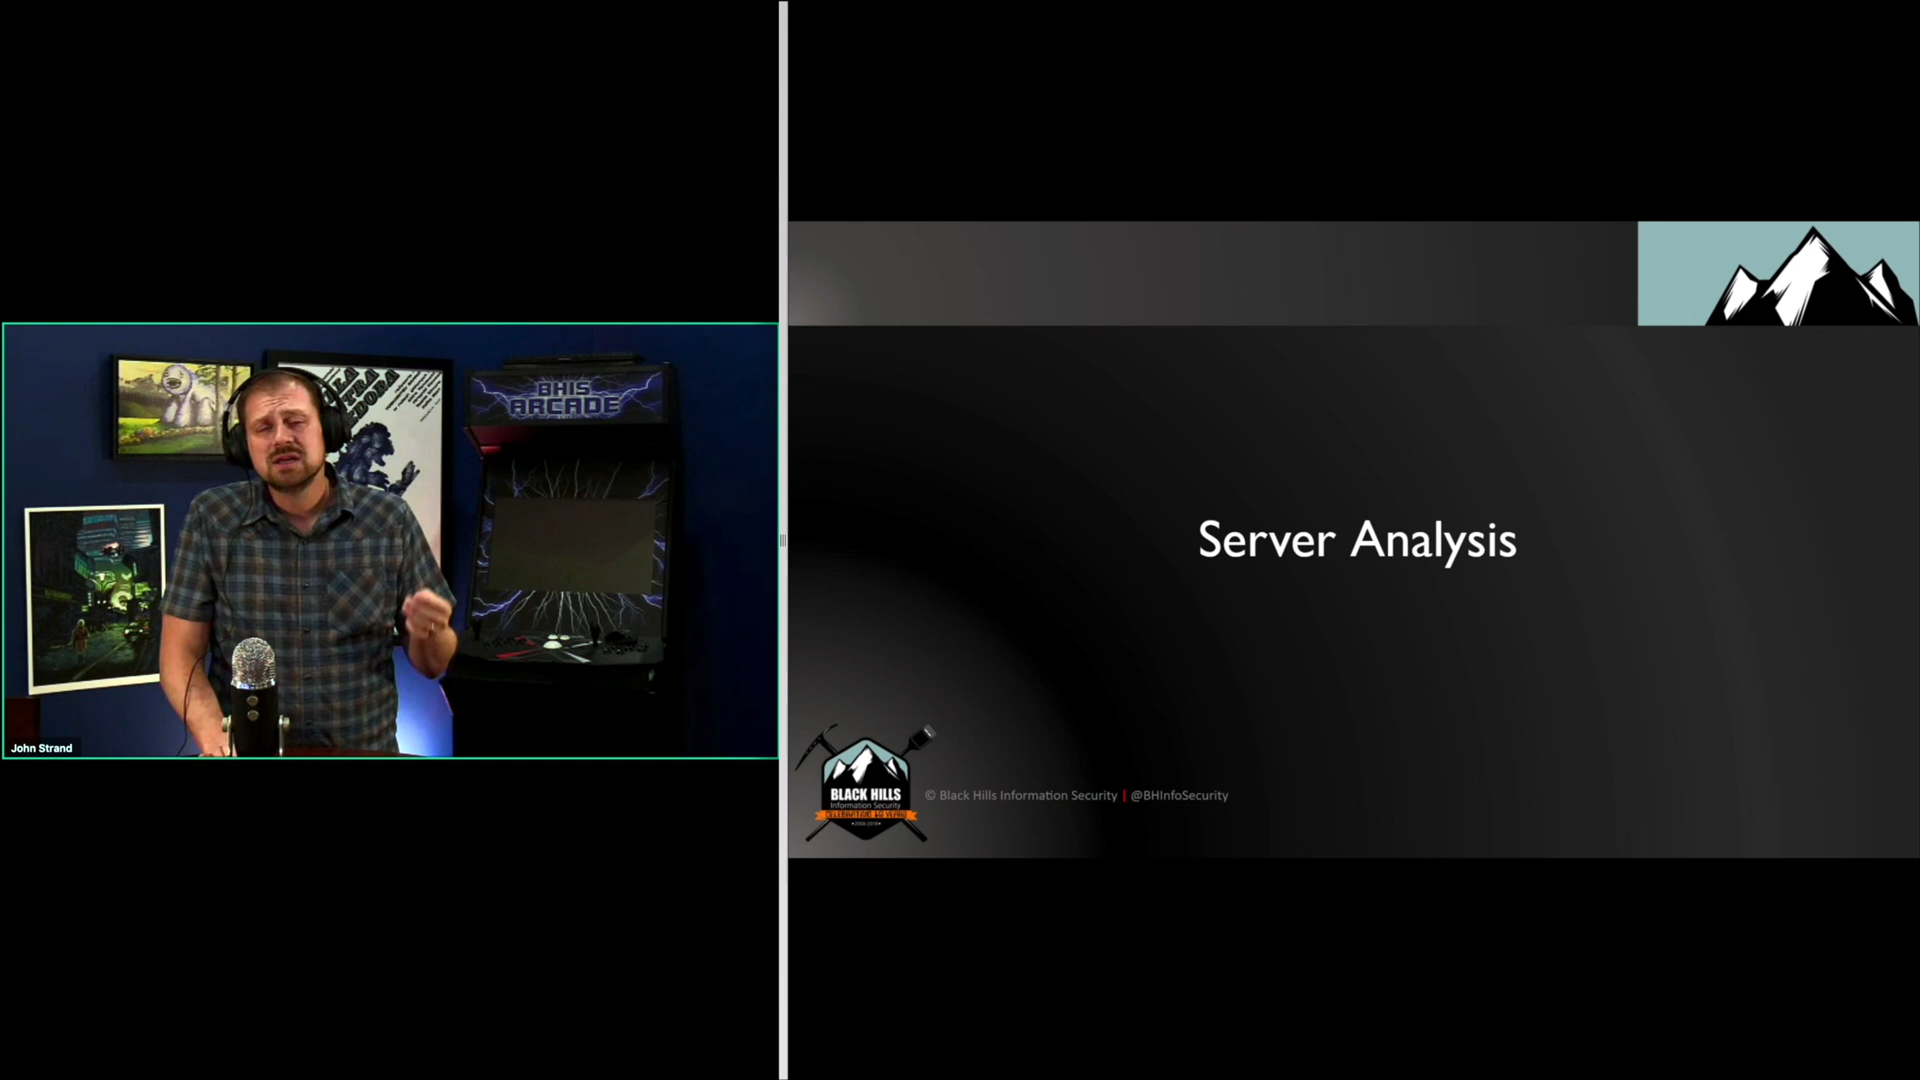 BHIS
ARCADE
John Strand
Server Analysis
BLACK HILLS
Information Security
© Black Hills Information Security | @BHInfoSecurity